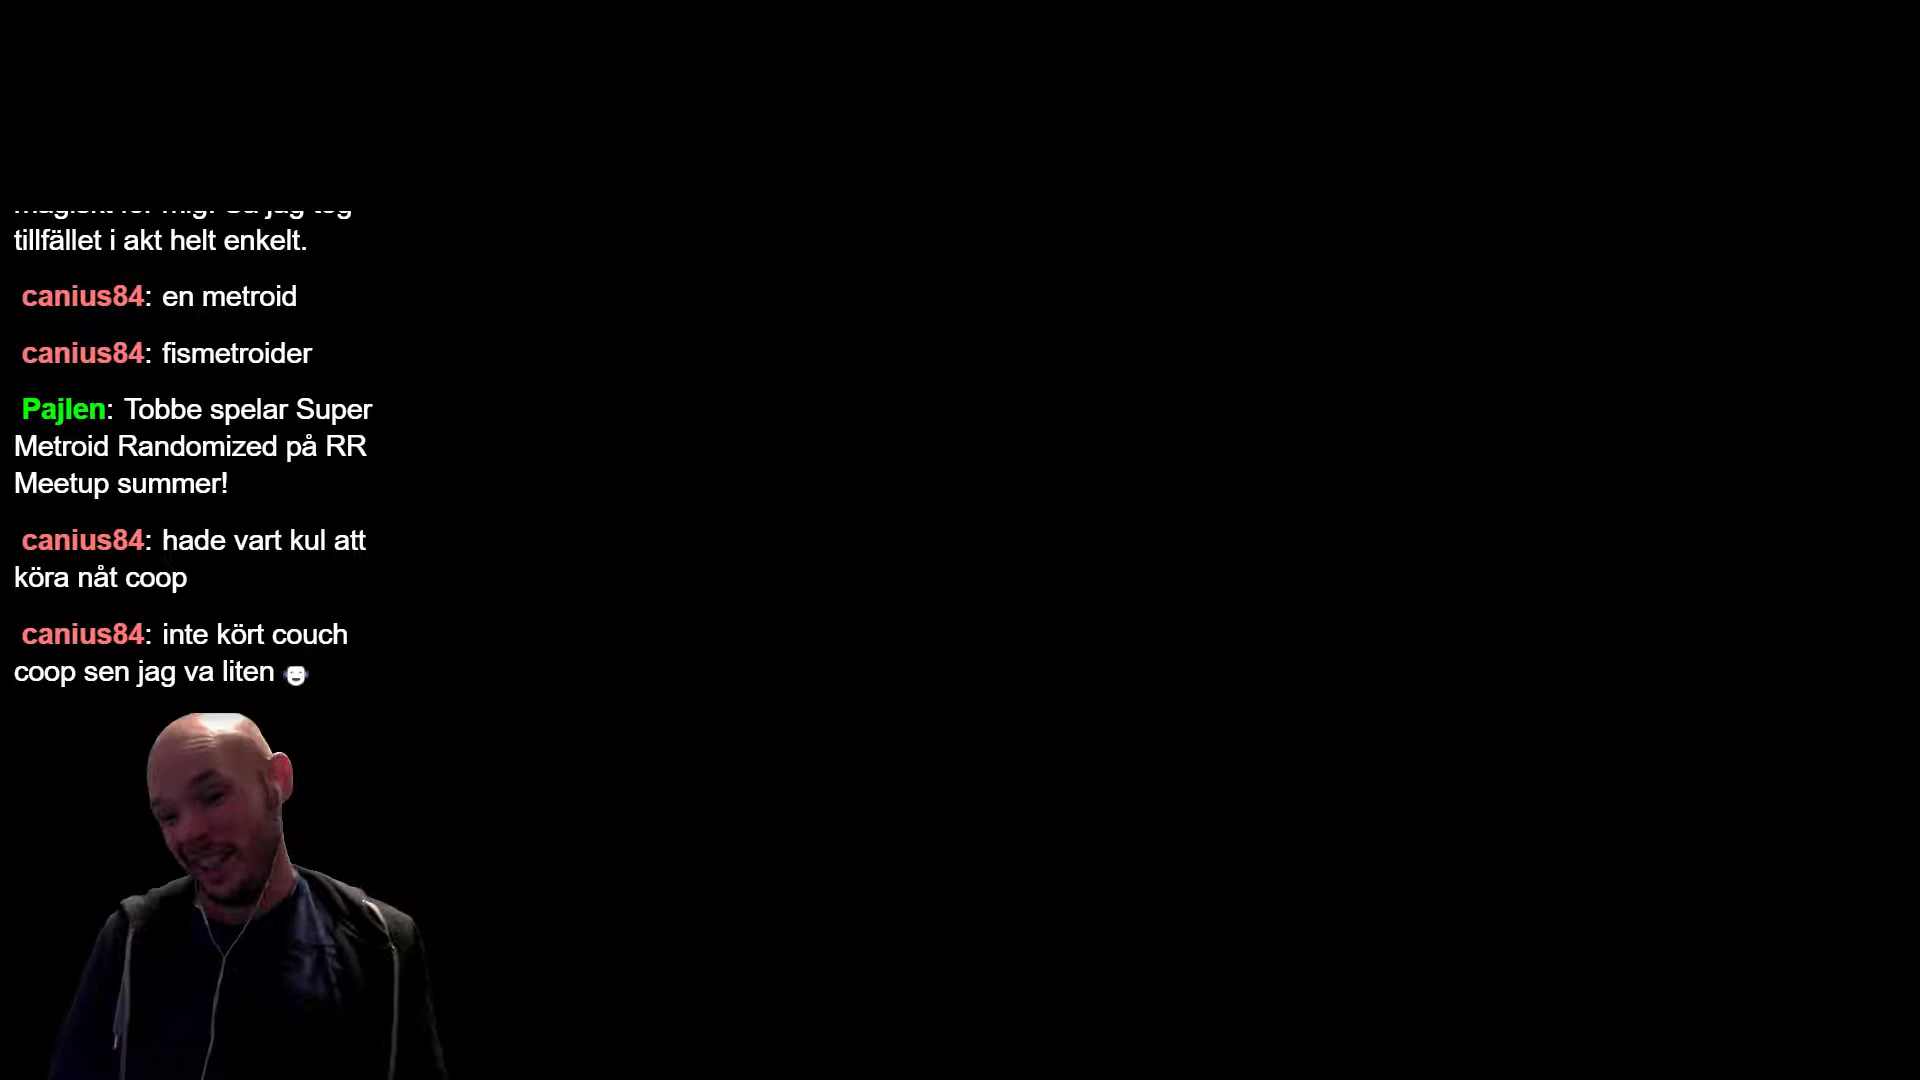 tillfället i akt helt enkelt.
canius84: en metroid
canius84: fismetroider
Pajlen: Tobbe spelar Super
Metroid Randomized på RR
Meetup summer!
canius84: hade vart kul att
köra nåt coop
canius84: inte kört couch
coop sen jag va liten